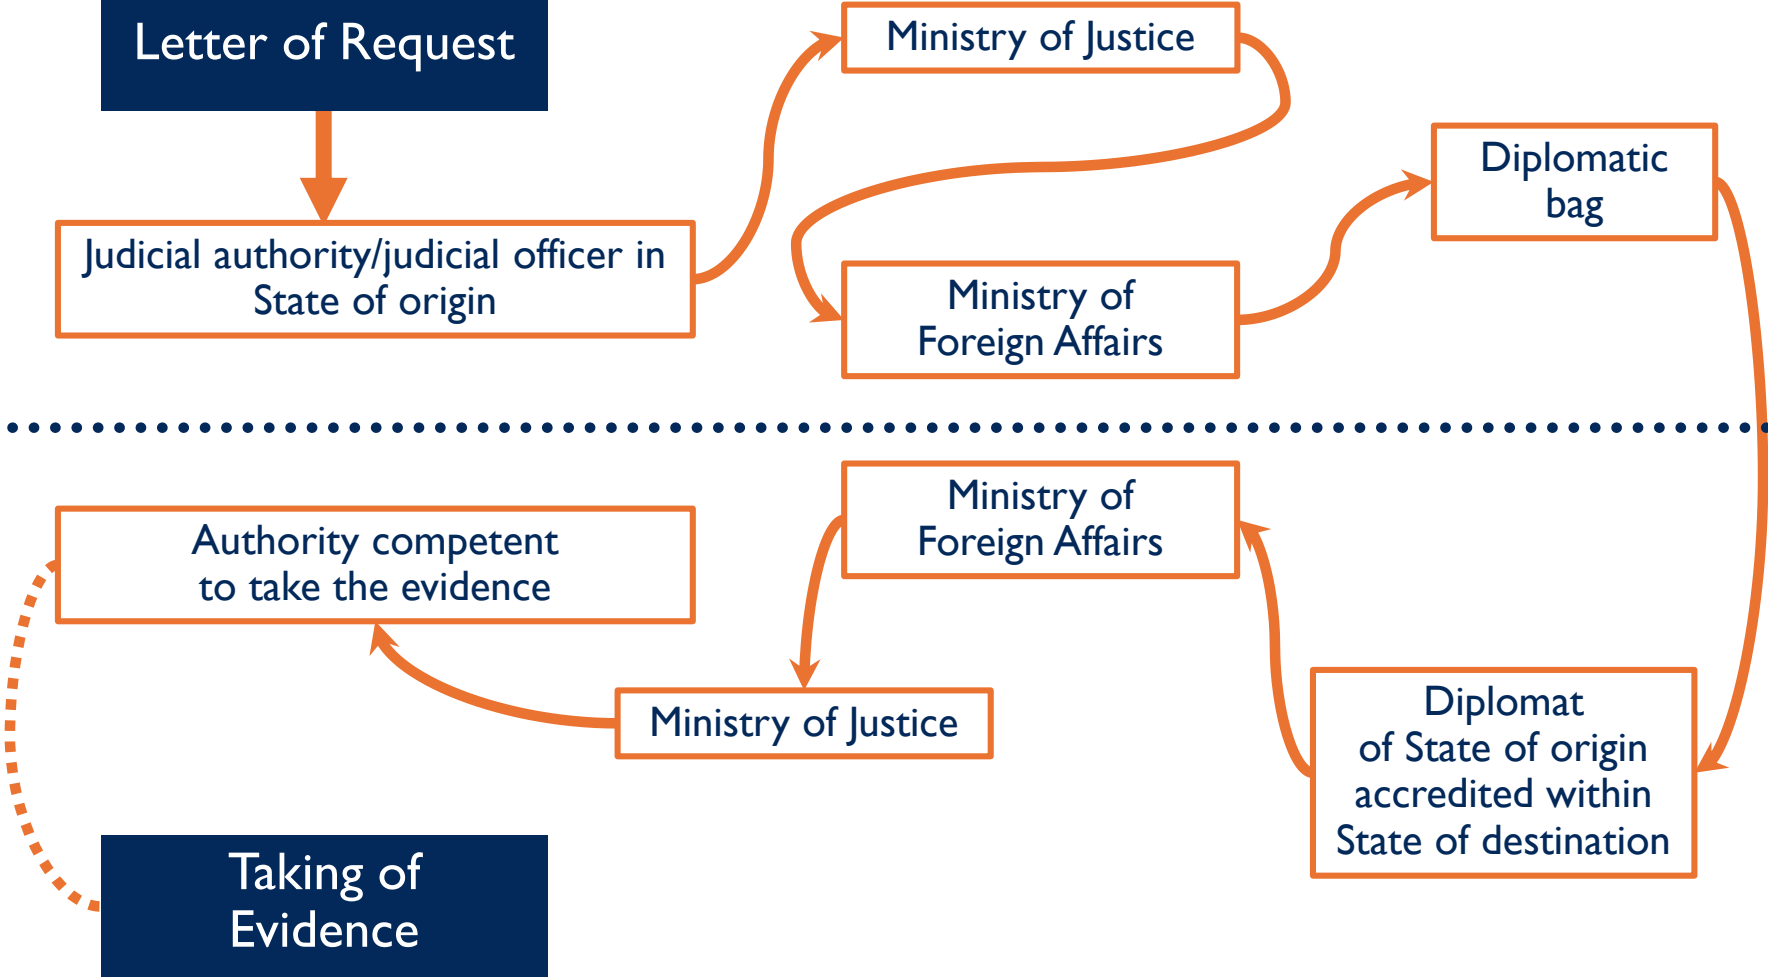 Letter of Request
Judicial authority/judicial officer in
State of origin
Ministry of Justice
Ministry of
Foreign Affairs
Diplomatic
bag
Diplomat
of State of origin
accredited within
State of destination
Ministry of
Foreign Affairs
Ministry of Justice
Authority competent
to take the evidence
Taking of
Evidence